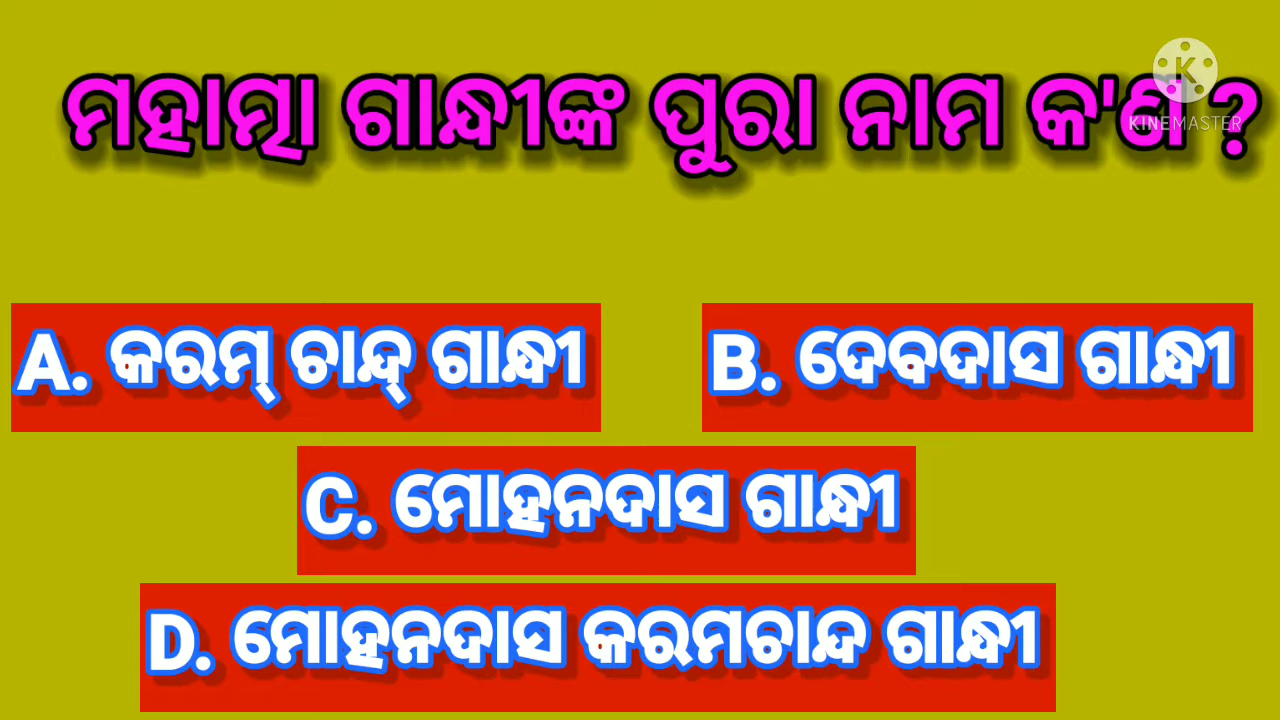 ମହାତ୍ମା ଗାନ୍ଧୀଙ୍କ ପୁରା ନାମ କ'ଣ ?
KINEMASTER
A. କରମ୍ ଚାନ୍ଦ୍ ଗାନ୍ଧୀ
B. ଦେବଦାସ ଗାନ୍ଧୀ
C. ମୋହନଦାସ ଗାନ୍ଧୀ
D. ମୋହନଦାସ କରମଚାନ୍ଦ ଗାନ୍ଧୀ